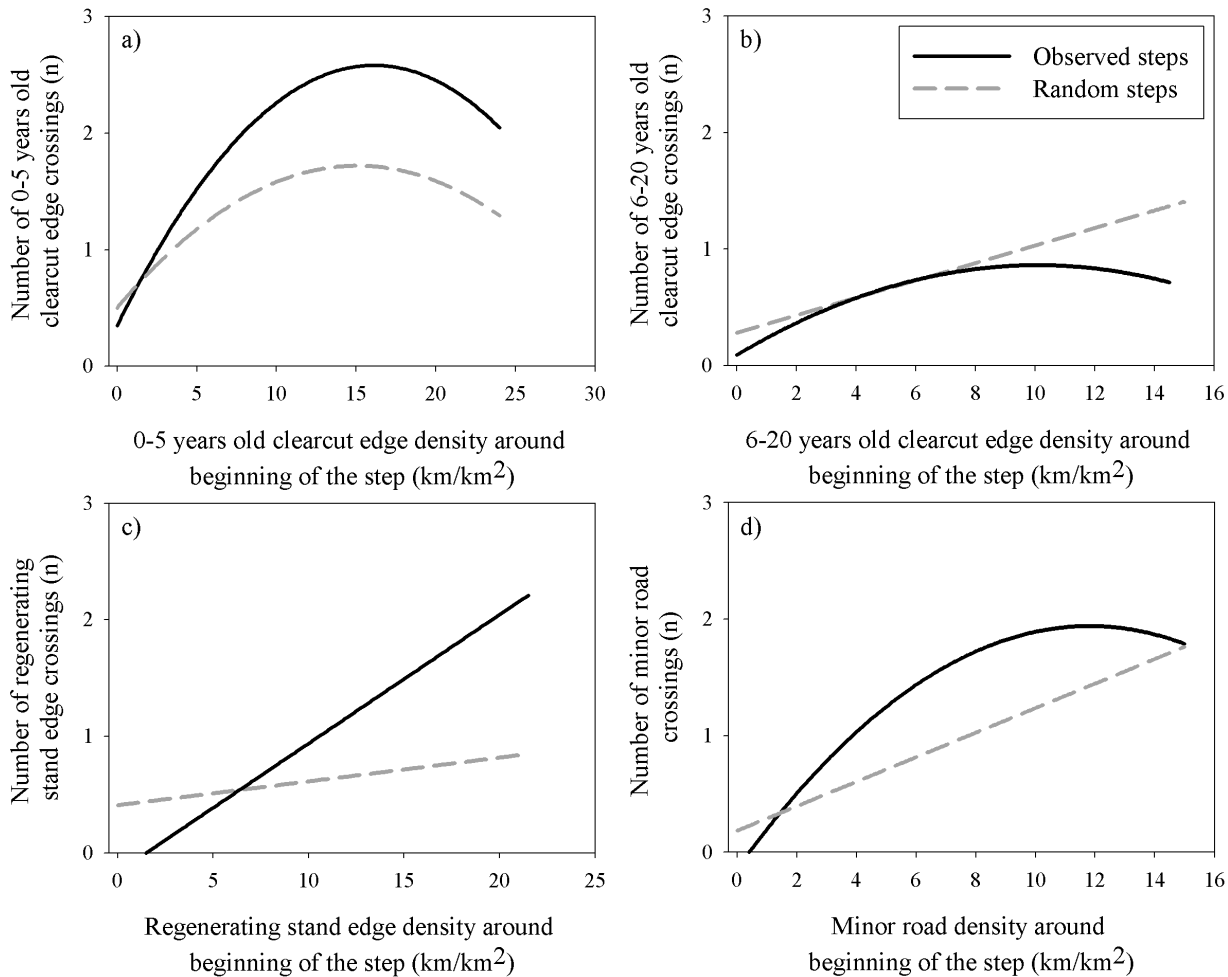 a)
Number of 0-5 years old
clearcut edge crossings (n)
3
2
1
0
0 5 10 15 20 25 30
0-5 years old clearcut edge density around
beginning of the step (km/km²)
b)
Observed steps
Random steps
Number of 6-20 years old
clearcut edge crossings (n)
3
2
1
0
0 2 4 6 8 10 12 14 16
6-20 years old clearcut edge density around
beginning of the step (km/km²)
c)
Number of regenerating
stand edge crossings (n)
3
2
1
0
0 5 10 15 20 25
Regenerating stand edge density around
beginning of the step (km/km²)
d)
Number of minor road
crossings (n)
3
2
1
0
0 2 4 6 8 10 12 14 16
Minor road density around
beginning of the step (km/km²)